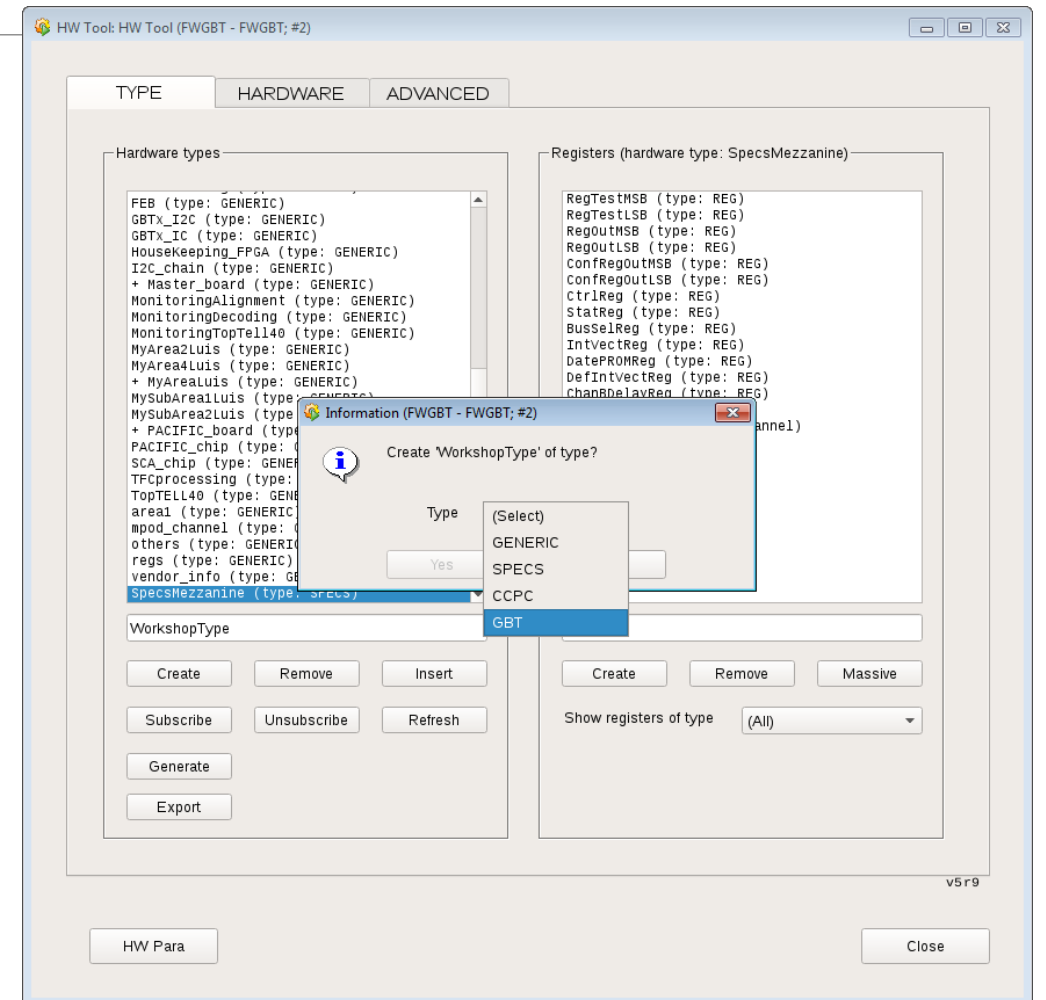 HW Tool: HW Tool (FWGBT - FWGBT; #2)
TYPE HARDWARE ADVANCED
Hardware types
FEB (type: GENERIC)
GBTx_I2C (type: GENERIC)
GBTx_IC (type: GENERIC)
HouseKeeping_FPGA (type: GENERIC)
I2C_chain (type: GENERIC)
+ Master_board (type: GENERIC)
MonitoringAlignment (type: GENERIC)
MonitoringDecoding (type: GENERIC)
MonitoringTopTell40 (type: GENERIC)
MyArea2Luis (type: GENERIC)
MyArea4Luis (type: GENERIC)
+ MyAreaLuis (type: GENERIC)
MySubArea1Luis (type: GENERIC)
MySubArea2Luis (type
+ PACIFIC_board (type
PACIFIC_chip (type:
SCA_chip (type: GENE
TFCprocessing (type:
TopTELL40 (type: GEN
area1 (type: GENERIC
mpod_channel (type:
others (type: GENERI
regs (type: GENERIC)
vendor_info (type: G
SpecsMezzanine (type: SPECS)
WorkshopType
Create Remove Insert
Subscribe Unsubscribe Refresh
Generate
Export
Registers (hardware type: SpecsMezzanine)
RegTestMSB (type: REG)
RegTestLSB (type: REG)
RegOutMSB (type: REG)
RegOutLSB (type: REG)
ConfRegOutMSB (type: REG)
ConfRegOutLSB (type: REG)
CtrlReg (type: REG)
StatReg (type: REG)
BusSelReg (type: REG)
IntVectReg (type: REG)
DatePROMReg (type: REG)
DefIntVectReg (type: REG)
ChanBDelayReg (type: REG)
annel)
Create Remove Massive
Show registers of type (All)
Information (FWGBT - FWGBT; #2)
Create 'WorkshopType' of type?
Type (Select)
GENERIC
Yes SPECS
CCPC
GBT
v5r9
HW Para Close